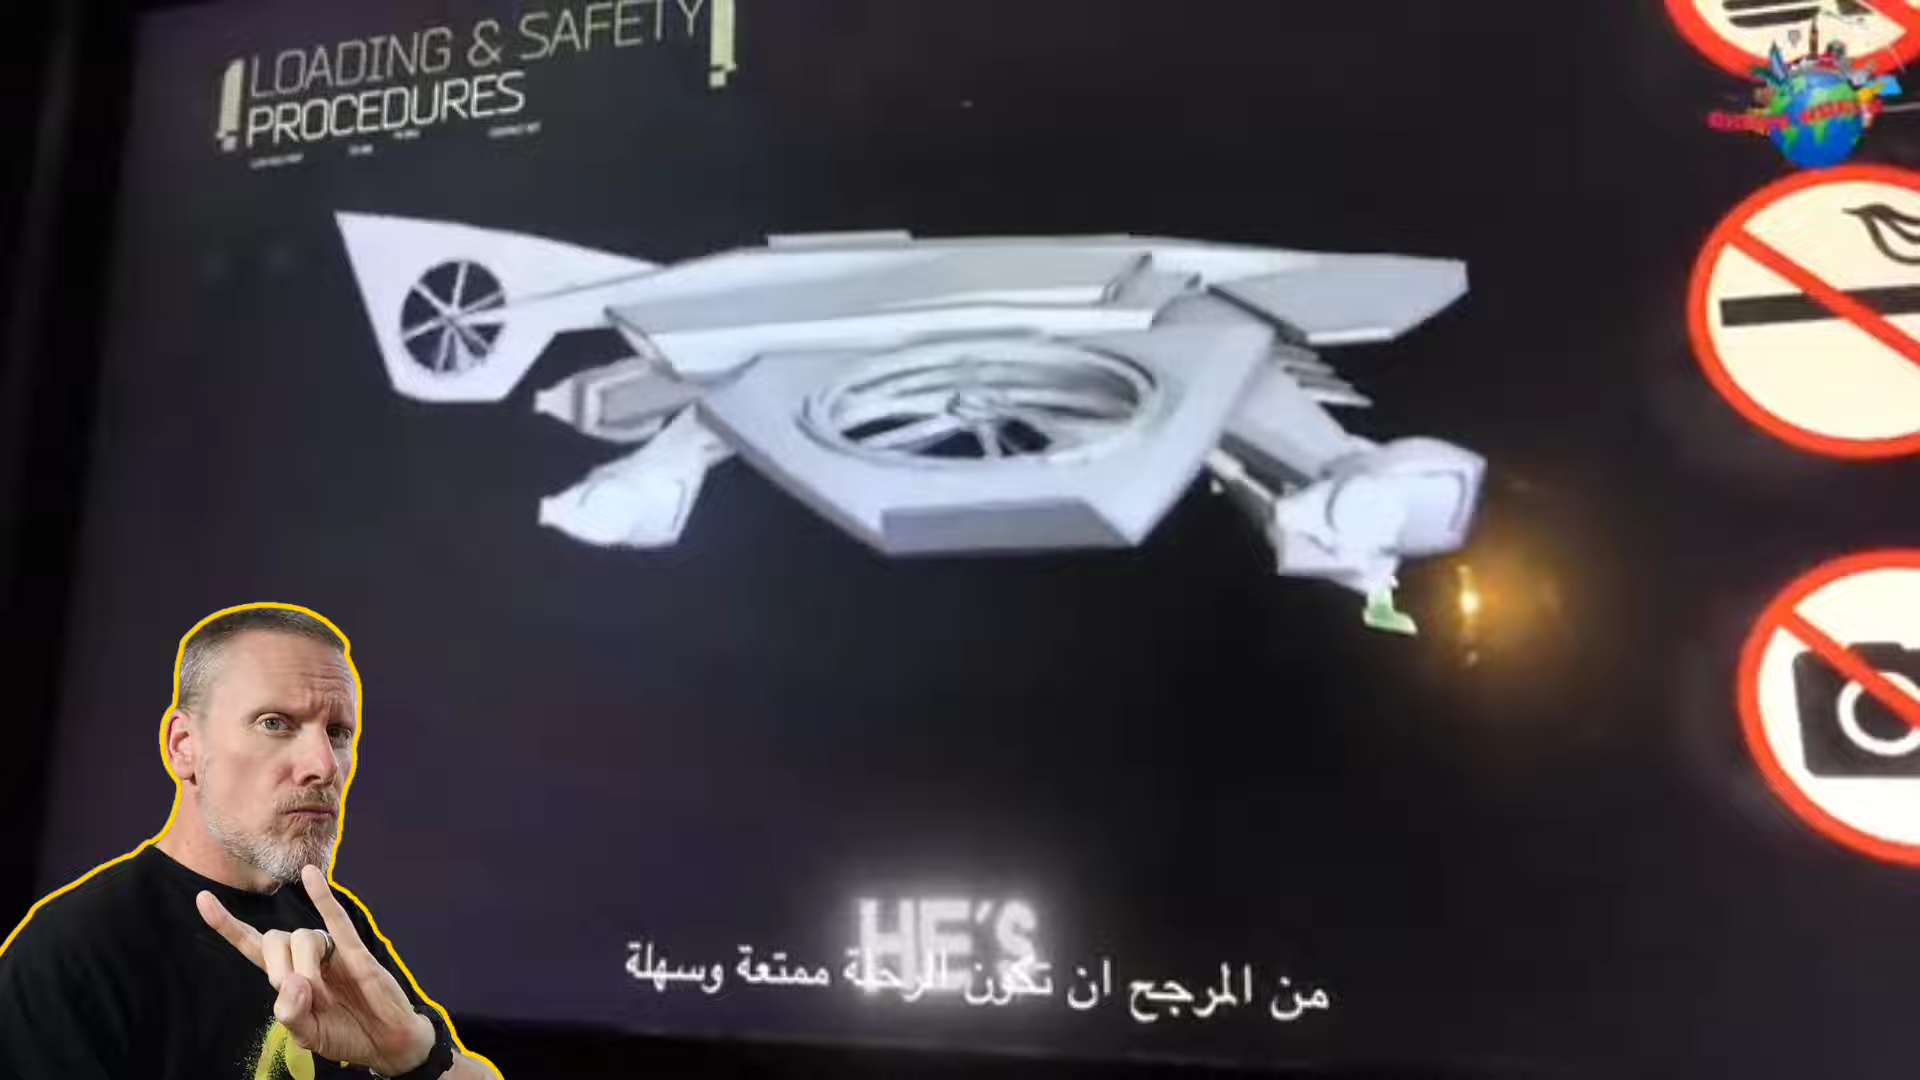 LOADING & SAFETY
PROCEDURES
HE'S
من المرجح ان تكون الرحلة ممتعة وسهلة